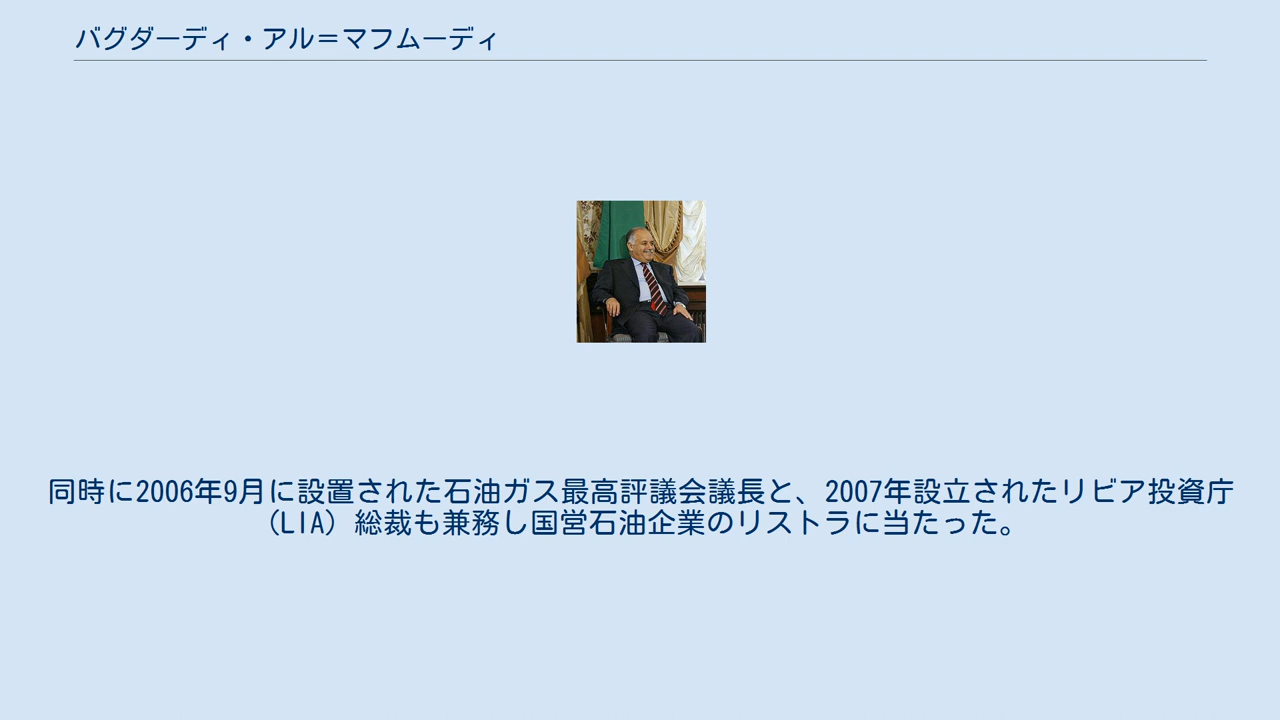 バグダーディ・アル＝マフムーディ
同時に2006年9月に設置された石油ガス最高評議会議長と、2007年設立されたリビア投資庁
（LIA）総裁も兼務し国営石油企業のリストラに当たった。